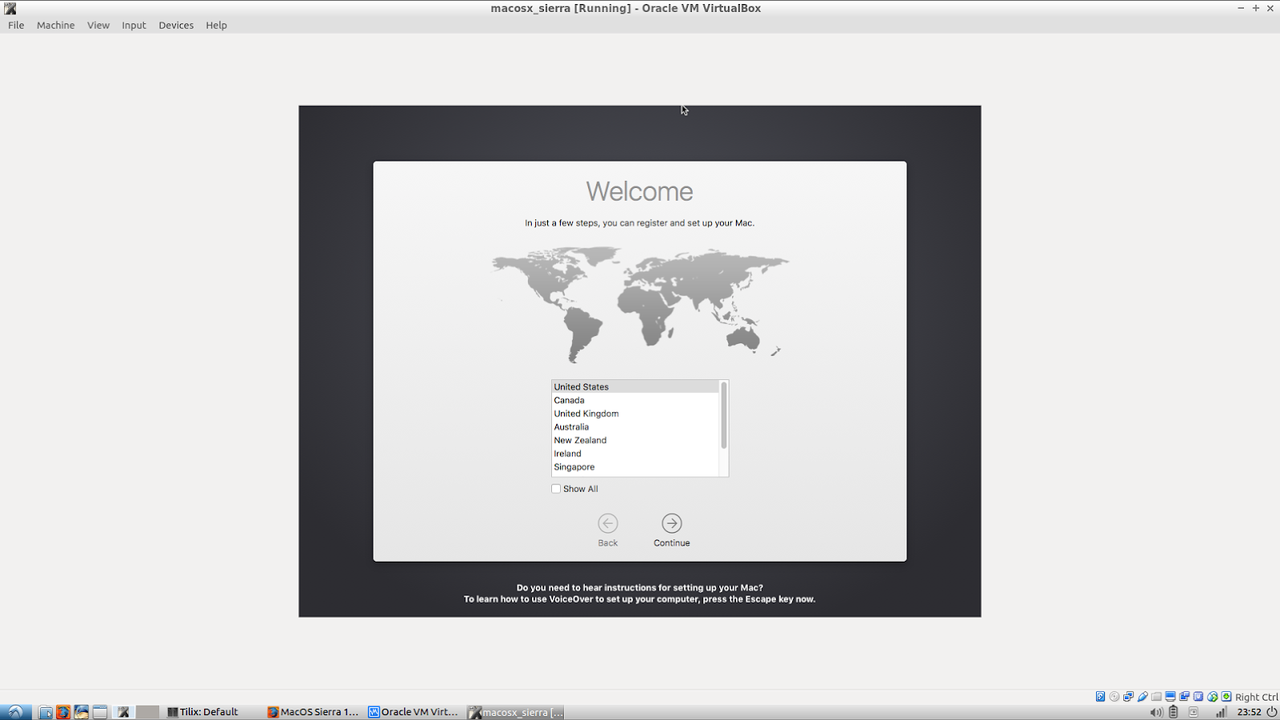 macosx_sierra [Running] - Oracle VM VirtualBox
File Machine View Input Devices Help
Welcome
In just a few steps, you can register and set up your Mac.
United States
Canada
United Kingdom
Australia
New Zealand
Ireland
Singapore
Show All
Back Continue
Do you need to hear instructions for setting up your Mac?
To learn how to use VoiceOver to set up your computer, press the Escape key now.
Right Ctrl
Tilix: Default MacOS Sierra 1... Oracle VM Virt... macosx_sierra [... 23:52